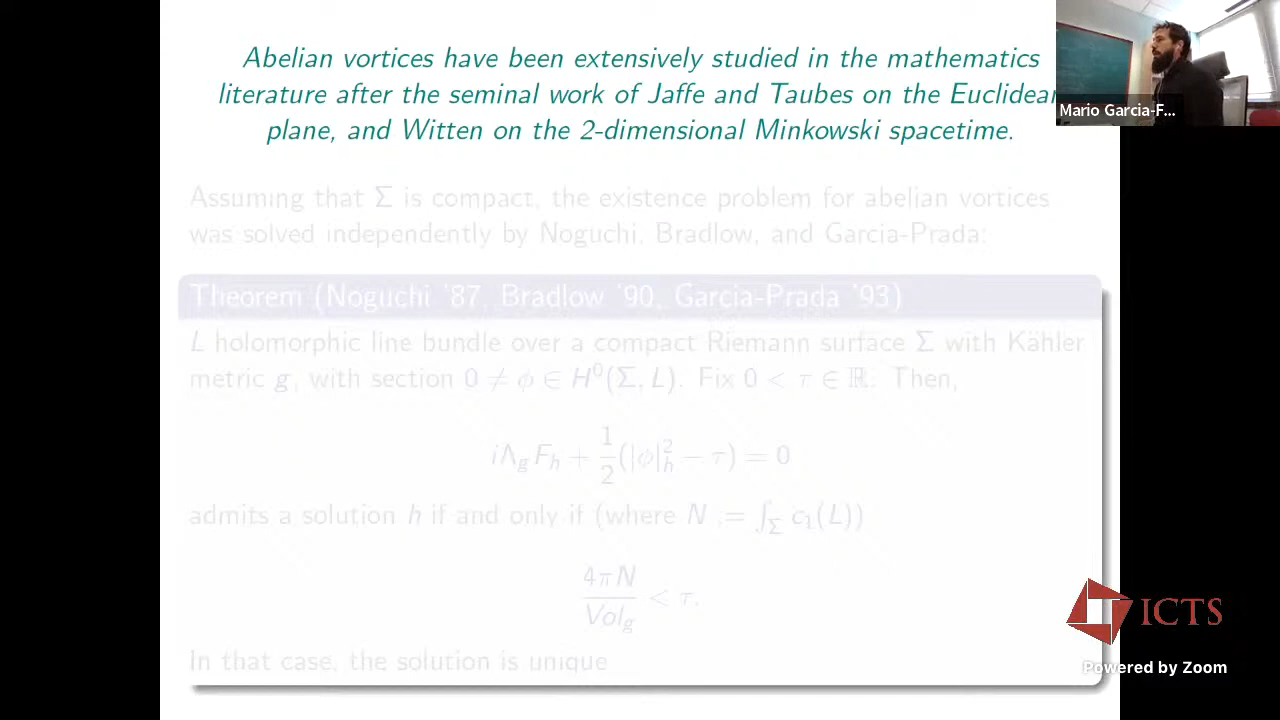 Abelian vortices have been extensively studied in the mathematics
literature after the seminal work of Jaffe and Taubes on the Euclidean
plane, and Witten on the 2-dimensional Minkowski spacetime.
Mario Garcia-F...
Assuming that Σ is compact, the existence problem for abelian vortices
was solved independently by Noguchi, Bradlow, and Garcia-Prada:
Theorem (Noguchi '87, Bradlow '90, Garcia-Prada '93)
L holomorphic line bundle over a compact Riemann surface Σ with Kähler
metric g, with section 0 ≠ ϕ ∈ H⁰(Σ, L). Fix 0 < τ ∈ ℝ. Then,
iΛ_g F_h + 1/2 (|ϕ|²_h − τ) = 0
admits a solution h if and only if (where N := ∫_Σ c₁(L))
4πN / Vol_g < τ.
In that case, the solution is unique
ICTS
Powered by Zoom